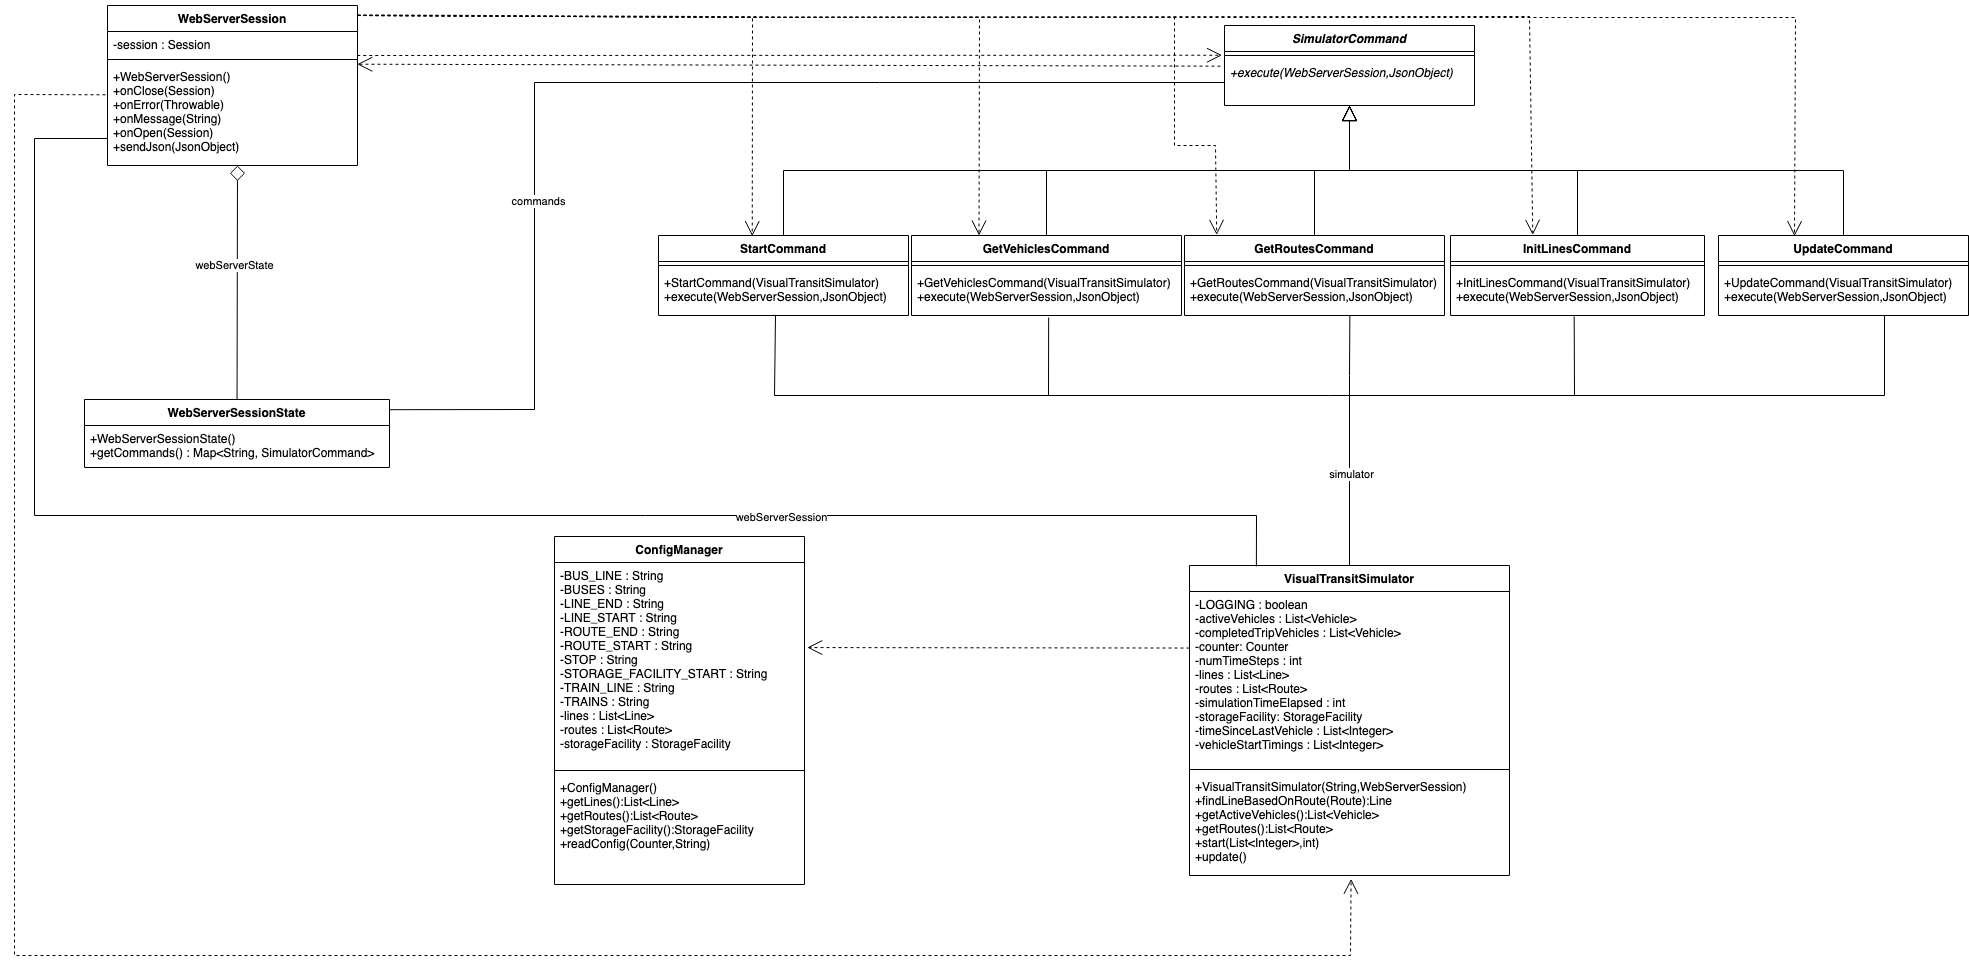 WebServerSession
-session : Session
+WebServerSession()
+onClose(Session)
+onError(Throwable)
+onMessage(String)
+onOpen(Session)
+sendJson(JsonObject)
SimulatorCommand
+execute(WebServerSession,JsonObject)
commands
webServerState
StartCommand
+StartCommand(VisualTransitSimulator)
+execute(WebServerSession,JsonObject)
GetVehiclesCommand
+GetVehiclesCommand(VisualTransitSimulator)
+execute(WebServerSession,JsonObject)
GetRoutesCommand
+GetRoutesCommand(VisualTransitSimulator)
+execute(WebServerSession,JsonObject)
InitLinesCommand
+InitLinesCommand(VisualTransitSimulator)
+execute(WebServerSession,JsonObject)
UpdateCommand
+UpdateCommand(VisualTransitSimulator)
+execute(WebServerSession,JsonObject)
WebServerSessionState
+WebServerSessionState()
+getCommands() : Map<String, SimulatorCommand>
simulator
webServerSession
ConfigManager
-BUS_LINE : String
-BUSES : String
-LINE_END : String
-LINE_START : String
-ROUTE_END : String
-ROUTE_START : String
-STOP : String
-STORAGE_FACILITY_START : String
-TRAIN_LINE : String
-TRAINS : String
-lines : List<Line>
-routes : List<Route>
-storageFacility : StorageFacility
+ConfigManager()
+getLines():List<Line>
+getRoutes():List<Route>
+getStorageFacility():StorageFacility
+readConfig(Counter,String)
VisualTransitSimulator
-LOGGING : boolean
-activeVehicles : List<Vehicle>
-completedTripVehicles : List<Vehicle>
-counter: Counter
-numTimeSteps : int
-lines : List<Line>
-routes : List<Route>
-simulationTimeElapsed : int
-storageFacility: StorageFacility
-timeSinceLastVehicle : List<Integer>
-vehicleStartTimings : List<Integer>
+VisualTransitSimulator(String,WebServerSession)
+findLineBasedOnRoute(Route):Line
+getActiveVehicles():List<Vehicle>
+getRoutes():List<Route>
+start(List<Integer>,int)
+update()